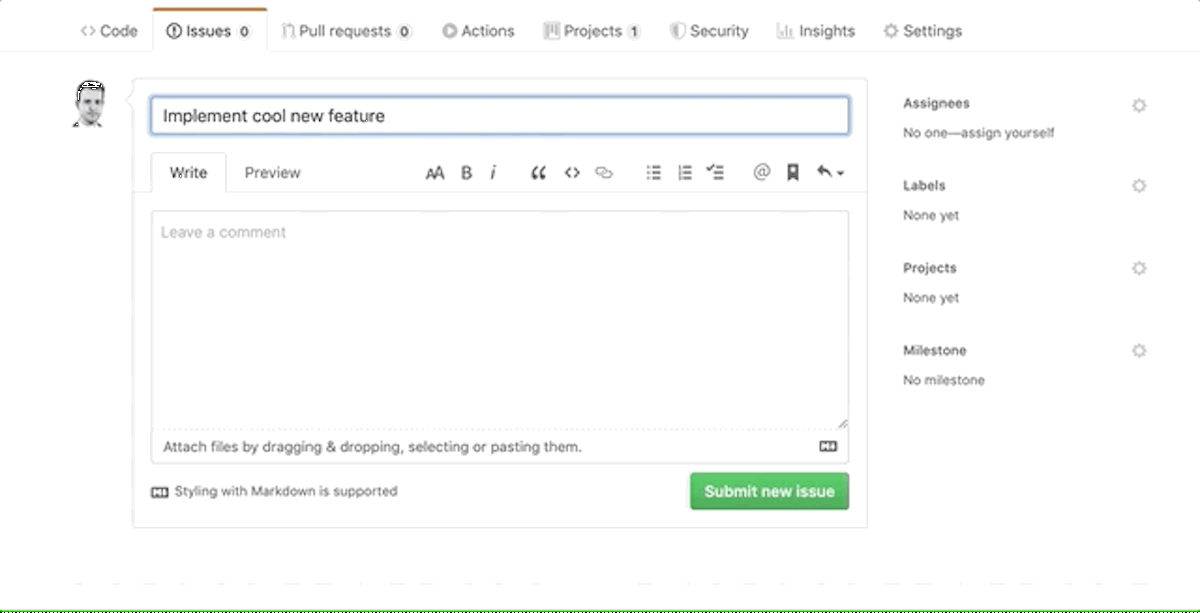 Code Issues 0 Pull requests 0 Actions Projects 1 Security Insights Settings
Implement cool new feature
Write Preview AA B i @
Leave a comment
Attach files by dragging & dropping, selecting or pasting them.
Styling with Markdown is supported
Submit new issue
Assignees
No one—assign yourself
Labels
None yet
Projects
None yet
Milestone
No milestone